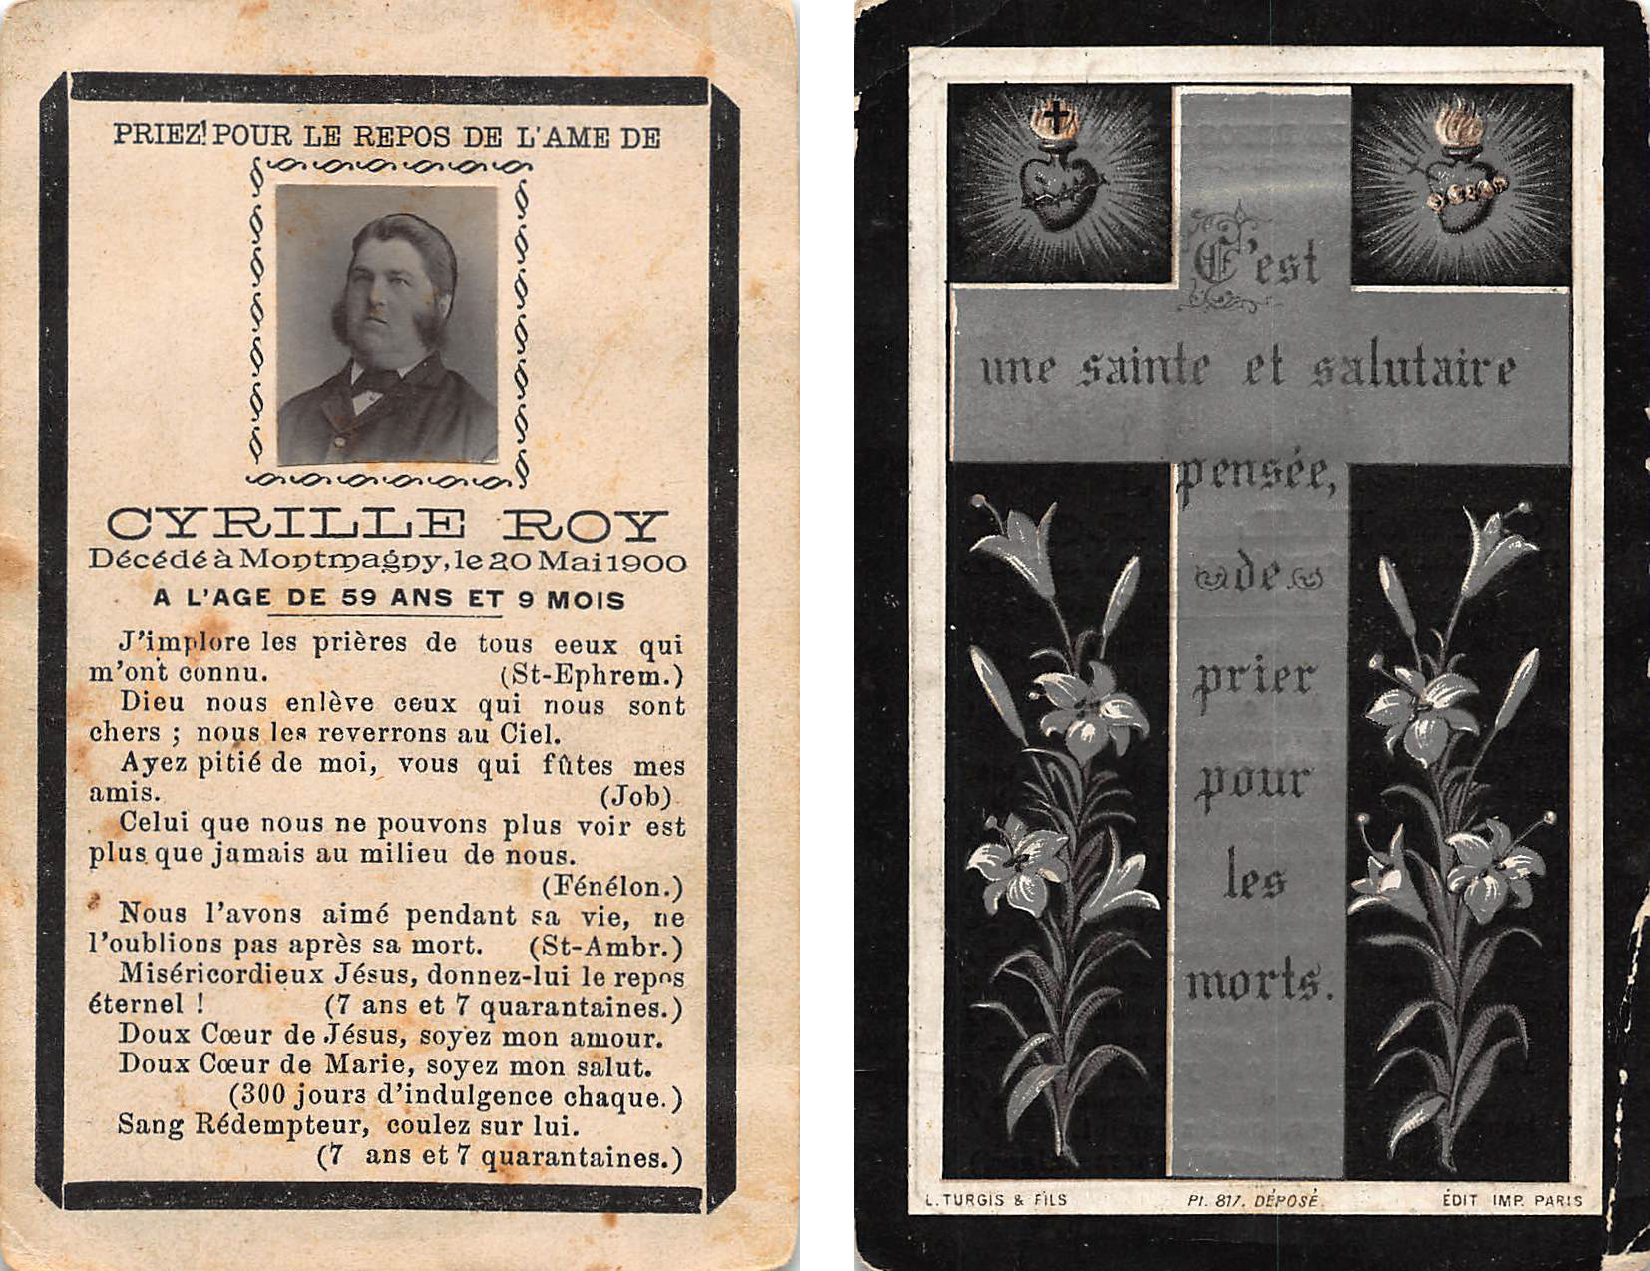 PRIEZ! POUR LE REPOS DE L'AME DE
CYRILLE ROY
Décédé à Montmagny, le 20 Mai 1900
A L'AGE DE 59 ANS ET 9 MOIS
J'implore les prières de tous eeux qui
m'ont connu. (St-Ephrem.)
Dieu nous enlève ceux qui nous sont
chers ; nous les reverrons au Ciel.
Ayez pitié de moi, vous qui fûtes mes
amis. (Job)
Celui que nous ne pouvons plus voir est
plus que jamais au milieu de nous.
(Fénélon.)
Nous l'avons aimé pendant sa vie, ne
l'oublions pas après sa mort. (St-Ambr.)
Miséricordieux Jésus, donnez-lui le repos
éternel ! (7 ans et 7 quarantaines.)
Doux Cœur de Jésus, soyez mon amour.
Doux Cœur de Marie, soyez mon salut.
(300 jours d'indulgence chaque.)
Sang Rédempteur, coulez sur lui.
(7 ans et 7 quarantaines.)
C'est
une sainte et salutaire
pensée,
de
prier
pour
les
morts.
L. TURGIS & FILS Pl. 817. DÉPOSÉ. ÉDIT IMP. PARIS